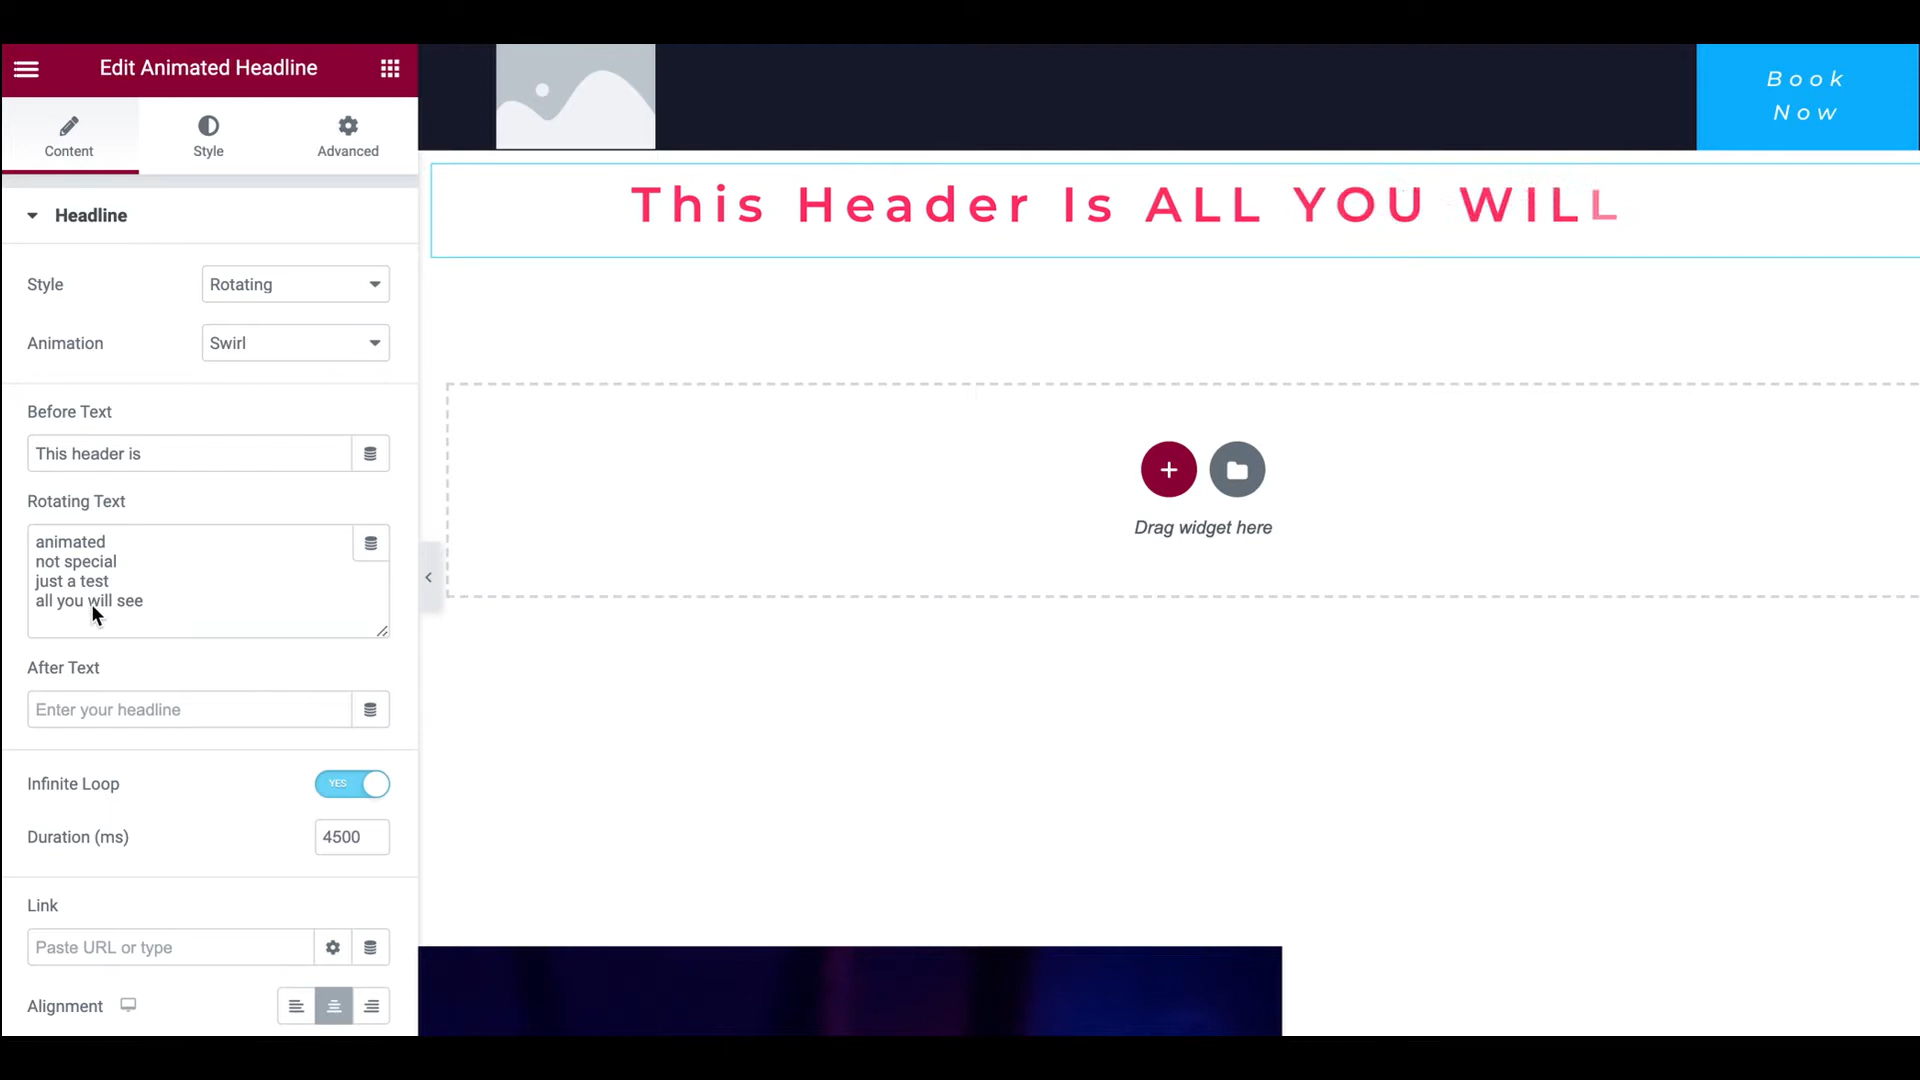 Edit Animated Headline
Content
Style
Advanced
Headline
Style
Rotating
Animation
Swirl
Before Text
This header is
Rotating Text
animated
not special
just a test
all you will see
After Text
Enter your headline
Infinite Loop
YES
Duration (ms)
4500
Link
Paste URL or type
Alignment
Book
Now
This Header Is ALL YOU WILL
Drag widget here